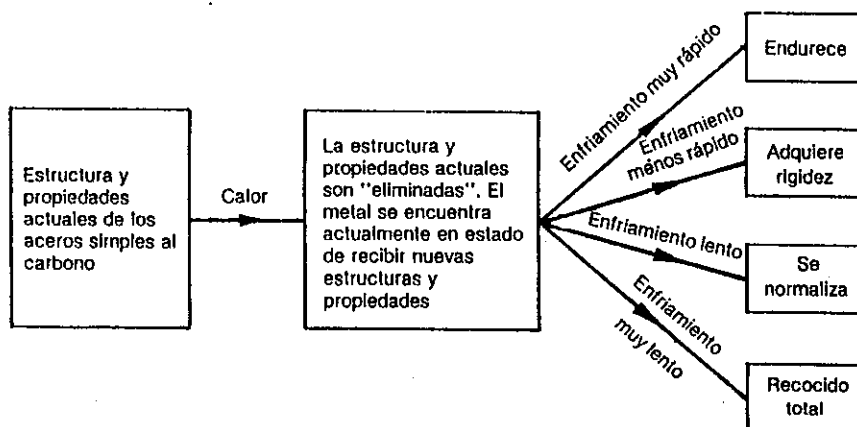 Estructura y
propiedades
actuales de los
aceros simples al
carbono
Calor
La estructura y
propiedades actuales
son "eliminadas". El
metal se encuentra
actualmente en estado
de recibir nuevas
estructuras y
propiedades
Enfriamiento muy rápido
Endurece
Enfriamiento
menos rápido
Adquiere
rigidez
Enfriamiento lento
Se
normaliza
Enfriamiento
muy lento
Recocido
total